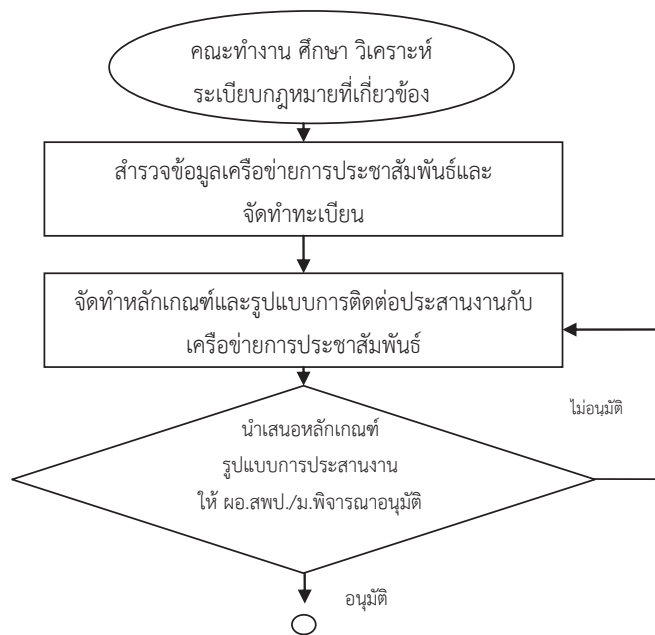 คณะทำงาน ศึกษา วิเคราะห์
ระเบียบกฎหมายที่เกี่ยวข้อง
สำรวจข้อมูลเครือข่ายการประชาสัมพันธ์และ
จัดทำทะเบียน
จัดทำหลักเกณฑ์และรูปแบบการติดต่อประสานงานกับ
เครือข่ายการประชาสัมพันธ์
ไม่อนุมัติ
นำเสนอหลักเกณฑ์
รูปแบบการประสานงาน
ให้ ผอ.สพป./ม.พิจารณาอนุมัติ
อนุมัติ